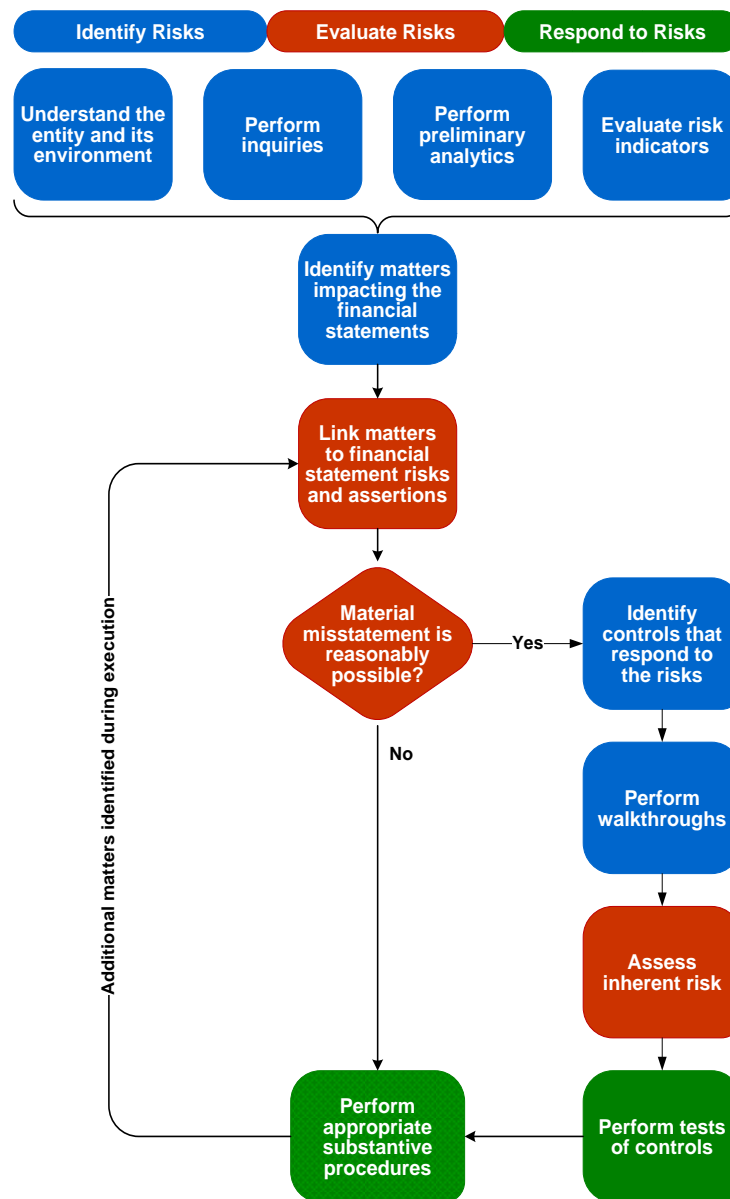 Identify Risks
Evaluate Risks
Respond to Risks
Understand the
entity and its
environment
Perform
inquiries
Perform
preliminary
analytics
Evaluate risk
indicators
Identify matters
impacting the
financial
statements
Link matters
to financial
statement risks
and assertions
Material
misstatement is
reasonably
possible?
Yes
Identify
controls that
respond to
the risks
No
Perform
walkthroughs
Additional matters identified during execution
Assess
inherent risk
Perform
appropriate
substantive
procedures
Perform tests
of controls